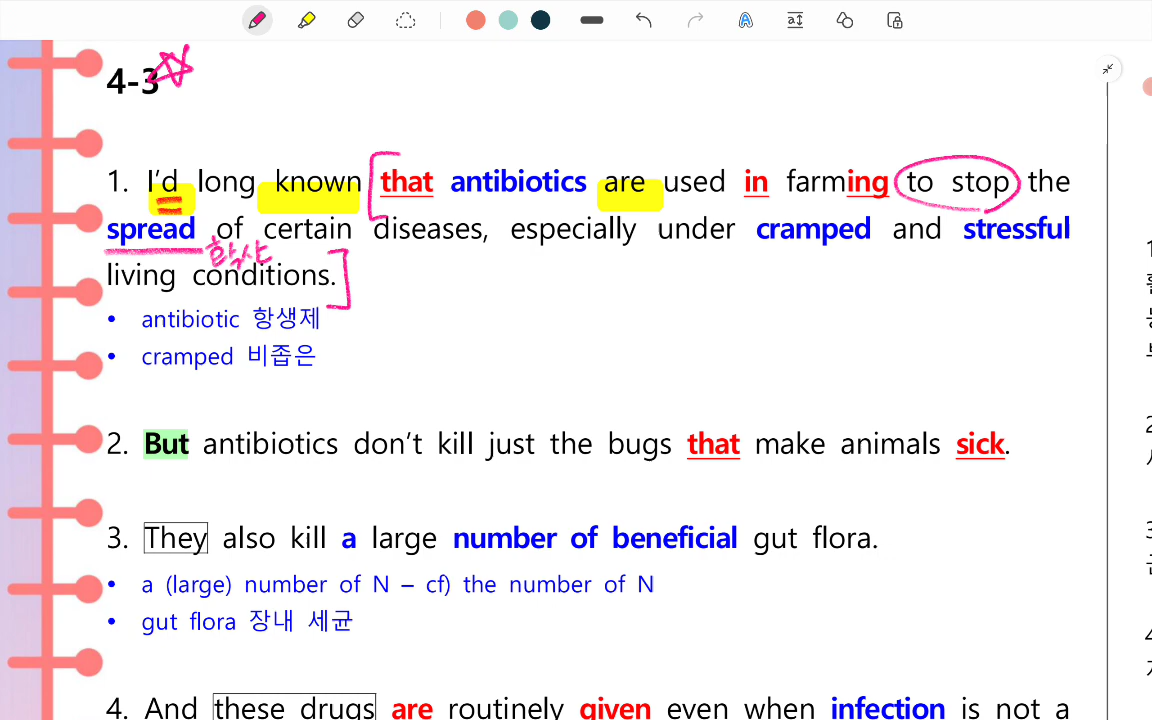 4-3
1. I'd long known that antibiotics are used in farming to stop the
spread of certain diseases, especially under cramped and stressful
확산
living conditions.
• antibiotic 항생제
• cramped 비좁은
2. But antibiotics don't kill just the bugs that make animals sick.
3. They also kill a large number of beneficial gut flora.
• a (large) number of N – cf) the number of N
• gut flora 장내 세균
4. And these drugs are routinely given even when infection is not a